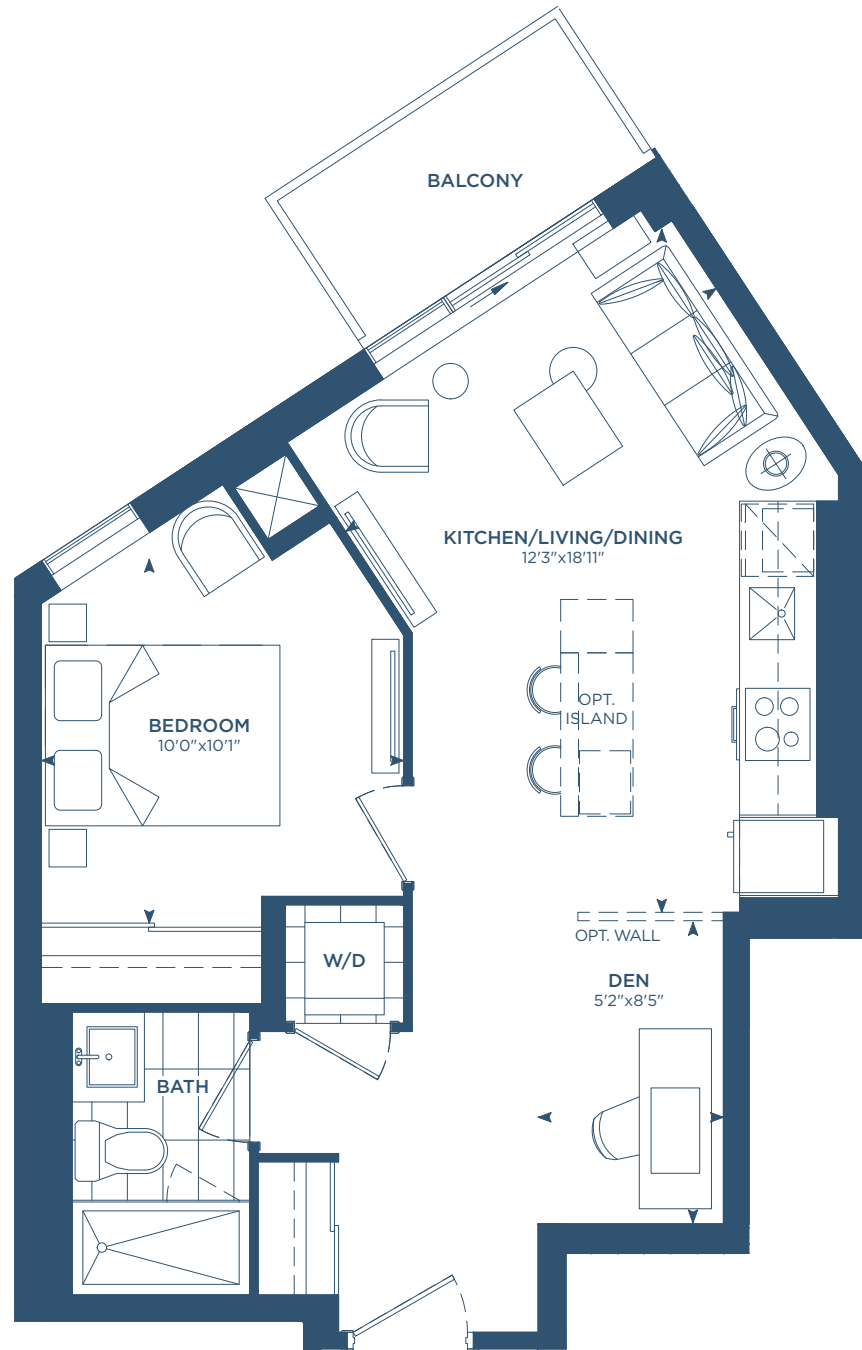 BALCONY
KITCHEN/LIVING/DINING
12'3"x18'11"
OPT.
ISLAND
BEDROOM
10'0"x10'1"
OPT. WALL
W/D
DEN
5'2"x8'5"
BATH